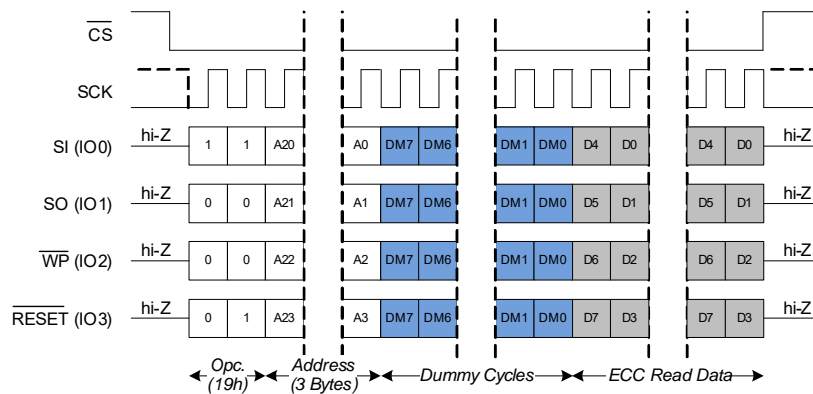 CS
SCK
SI (IO0) hi-Z 1 1 A20 A0 DM7 DM6 DM1 DM0 D4 D0 D4 D0 hi-Z
SO (IO1) hi-Z 0 0 A21 A1 DM7 DM6 DM1 DM0 D5 D1 D5 D1 hi-Z
WP (IO2) hi-Z 0 0 A22 A2 DM7 DM6 DM1 DM0 D6 D2 D6 D2 hi-Z
RESET (IO3) hi-Z 0 1 A23 A3 DM7 DM6 DM1 DM0 D7 D3 D7 D3 hi-Z
Opc. (19h) Address (3 Bytes) Dummy Cycles ECC Read Data